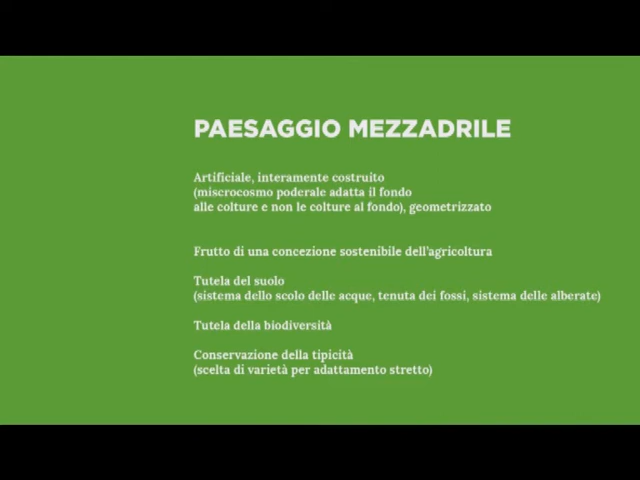 PAESAGGIO MEZZADRILE
Artificiale, interamente costruito
(miscrocosmo poderale adatta il fondo
alle colture e non le colture al fondo), geometrizzato
Frutto di una concezione sostenibile dell'agricoltura
Tutela del suolo
(sistema dello scolo delle acque, tenuta dei fossi, sistema delle alberate)
Tutela della biodiversità
Conservazione della tipicità
(scelta di varietà per adattamento stretto)